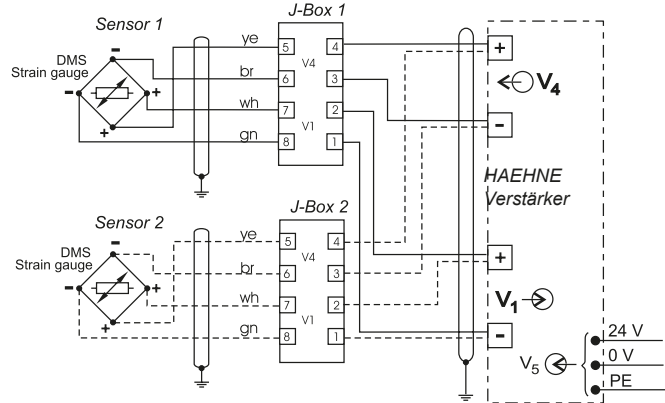 Sensor 1
J-Box 1
DMS
Strain gauge
-
-
+
+
ye
br
wh
gn
5
6
7
8
V4
V1
4
3
2
1
+
V4
-
HAEHNE
Verstärker
+
V1
-
24 V
0 V
PE
V5
Sensor 2
J-Box 2
DMS
Strain gauge
-
-
+
+
ye
br
wh
gn
5
6
7
8
V4
V1
4
3
2
1